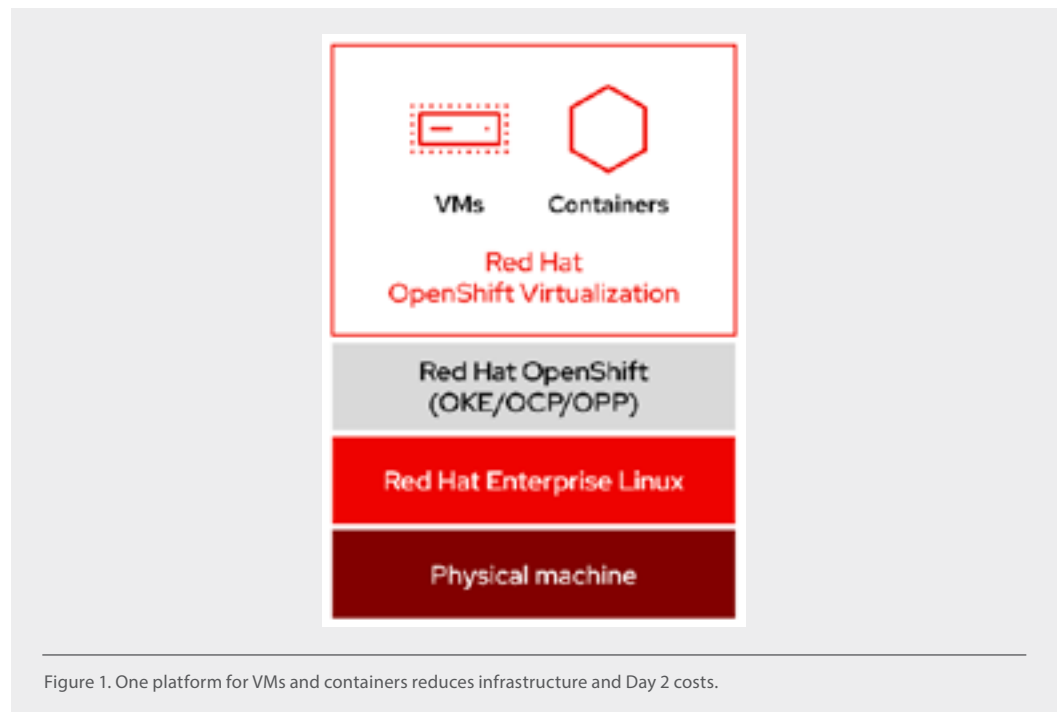 VMs Containers
Red Hat
OpenShift Virtualization
Red Hat OpenShift
(OKE/OCP/OPP)
Red Hat Enterprise Linux
Physical machine
Figure 1. One platform for VMs and containers reduces infrastructure and Day 2 costs.